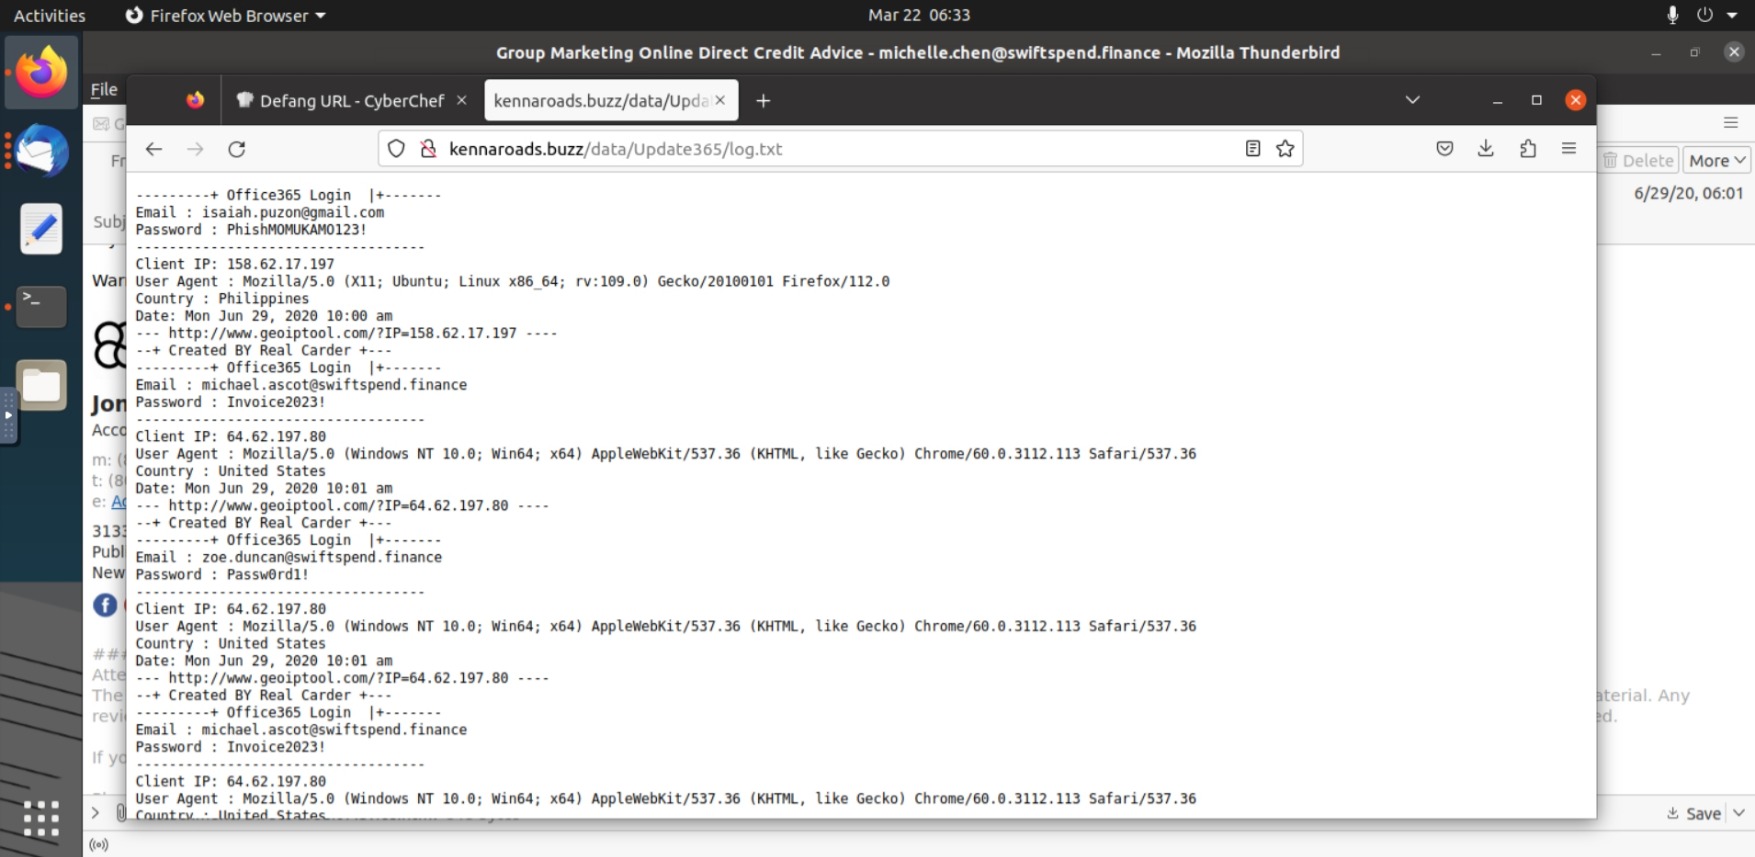 Activities Firefox Web Browser Mar 22 06:33
Group Marketing Online Direct Credit Advice - michelle.chen@swiftspend.finance - Mozilla Thunderbird
File
Defang URL - CyberChef kennaroads.buzz/data/Upda
kennaroads.buzz/data/Update365/log.txt
Delete More
6/29/20, 06:01
Fr
Subj
---------+ Office365 Login  |+-------
Email : isaiah.puzon@gmail.com
Password : PhishMOMUKAMO123!
-----------------------------------
Client IP: 158.62.17.197
User Agent : Mozilla/5.0 (X11; Ubuntu; Linux x86_64; rv:109.0) Gecko/20100101 Firefox/112.0
Country : Philippines
Date: Mon Jun 29, 2020 10:00 am
--- http://www.geoiptool.com/?IP=158.62.17.197 ----
--+ Created BY Real Carder +---
---------+ Office365 Login  |+-------
Email : michael.ascot@swiftspend.finance
Password : Invoice2023!
-----------------------------------
Client IP: 64.62.197.80
User Agent : Mozilla/5.0 (Windows NT 10.0; Win64; x64) AppleWebKit/537.36 (KHTML, like Gecko) Chrome/60.0.3112.113 Safari/537.36
Country : United States
Date: Mon Jun 29, 2020 10:01 am
--- http://www.geoiptool.com/?IP=64.62.197.80 ----
--+ Created BY Real Carder +---
---------+ Office365 Login  |+-------
Email : zoe.duncan@swiftspend.finance
Password : Passw0rd1!
-----------------------------------
Client IP: 64.62.197.80
User Agent : Mozilla/5.0 (Windows NT 10.0; Win64; x64) AppleWebKit/537.36 (KHTML, like Gecko) Chrome/60.0.3112.113 Safari/537.36
Country : United States
Date: Mon Jun 29, 2020 10:01 am
--- http://www.geoiptool.com/?IP=64.62.197.80 ----
--+ Created BY Real Carder +---
---------+ Office365 Login  |+-------
Email : michael.ascot@swiftspend.finance
Password : Invoice2023!
-----------------------------------
Client IP: 64.62.197.80
User Agent : Mozilla/5.0 (Windows NT 10.0; Win64; x64) AppleWebKit/537.36 (KHTML, like Gecko) Chrome/60.0.3112.113 Safari/537.36
Country : United States
War
Jon
Acco
m: (8
t: (8
e: Ac
3133
Publ
New
###
Atte
The
aterial. Any
revi
ed.
If yo
Save